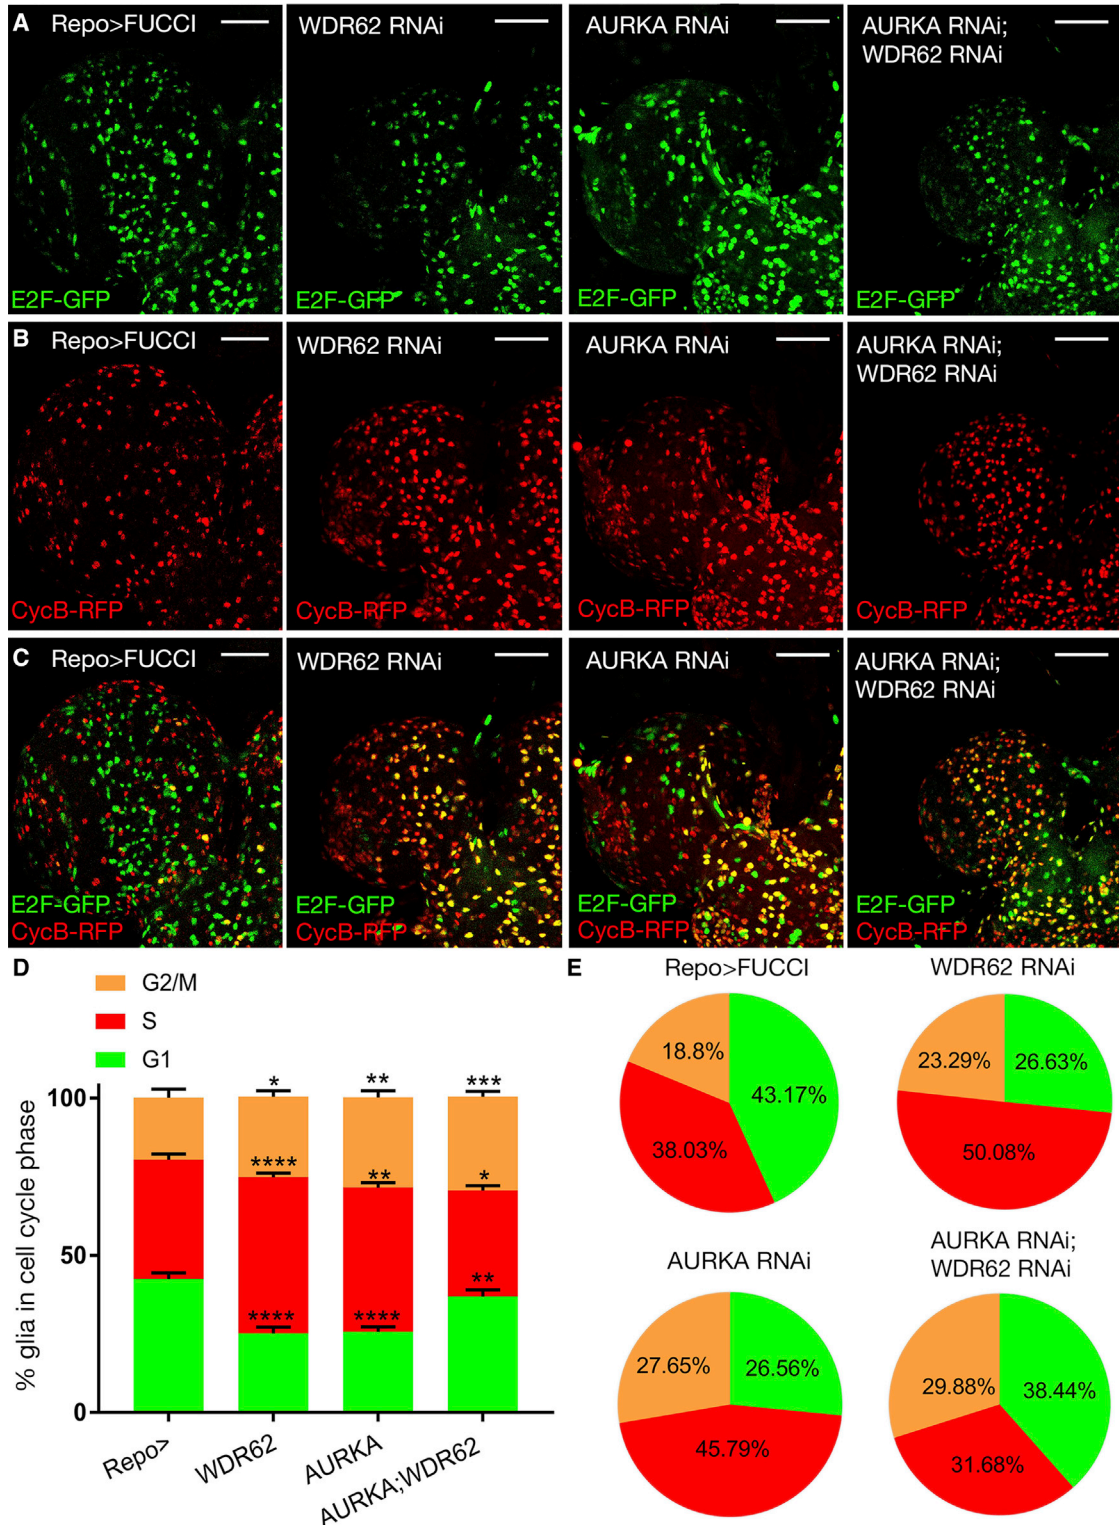 A
Repo>FUCCI
WDR62 RNAi
AURKA RNAi
AURKA RNAi;
WDR62 RNAi
E2F-GFP
E2F-GFP
E2F-GFP
E2F-GFP
B
Repo>FUCCI
WDR62 RNAi
AURKA RNAi
AURKA RNAi;
WDR62 RNAi
CycB-RFP
CycB-RFP
CycB-RFP
CycB-RFP
C
Repo>FUCCI
WDR62 RNAi
AURKA RNAi
AURKA RNAi;
WDR62 RNAi
E2F-GFP
CycB-RFP
E2F-GFP
CycB-RFP
E2F-GFP
CycB-RFP
E2F-GFP
CycB-RFP
D
G2/M
S
G1
% glia in cell cycle phase
100
50
0
*
**
***
****
**
*
****
****
**
Repo>
WDR62
AURKA
AURKA;WDR62
E
Repo>FUCCI
18.8%
43.17%
38.03%
WDR62 RNAi
23.29%
26.63%
50.08%
AURKA RNAi
27.65%
26.56%
45.79%
AURKA RNAi;
WDR62 RNAi
29.88%
38.44%
31.68%